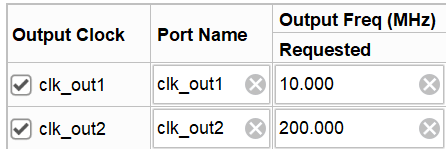 Output Clock Port Name Output Freq (MHz)
Requested
clk_out1 clk_out1 10.000
clk_out2 clk_out2 200.000